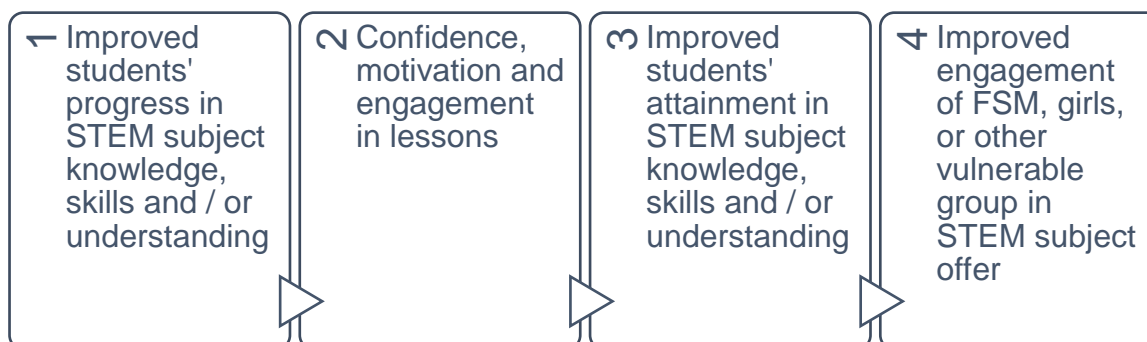 1
Improved
students'
progress in
STEM subject
knowledge,
skills and / or
understanding
2
Confidence,
motivation and
engagement
in lessons
3
Improved
students'
attainment in
STEM subject
knowledge,
skills and / or
understanding
4
Improved
engagement
of FSM, girls,
or other
vulnerable
group in
STEM subject
offer